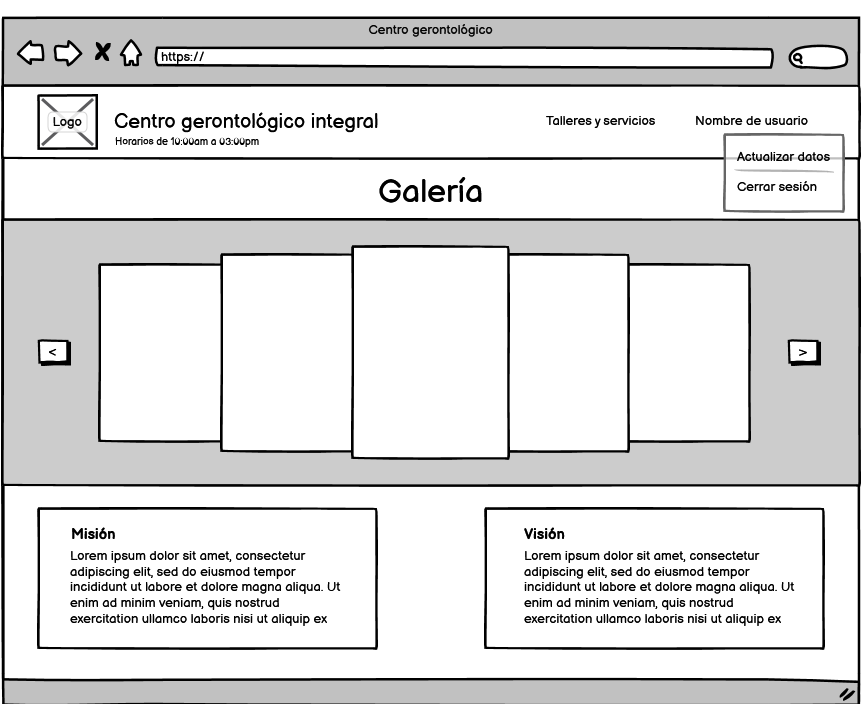 Centro gerontológico
https://
Logo
Centro gerontológico integral
Horarios de 10:00am a 03:00pm
Talleres y servicios
Nombre de usuario
Actualizar datos
Cerrar sesión
Galería
<
>
Misión
Lorem ipsum dolor sit amet, consectetur
adipiscing elit, sed do eiusmod tempor
incididunt ut labore et dolore magna aliqua. Ut
enim ad minim veniam, quis nostrud
exercitation ullamco laboris nisi ut aliquip ex
Visión
Lorem ipsum dolor sit amet, consectetur
adipiscing elit, sed do eiusmod tempor
incididunt ut labore et dolore magna aliqua. Ut
enim ad minim veniam, quis nostrud
exercitation ullamco laboris nisi ut aliquip ex